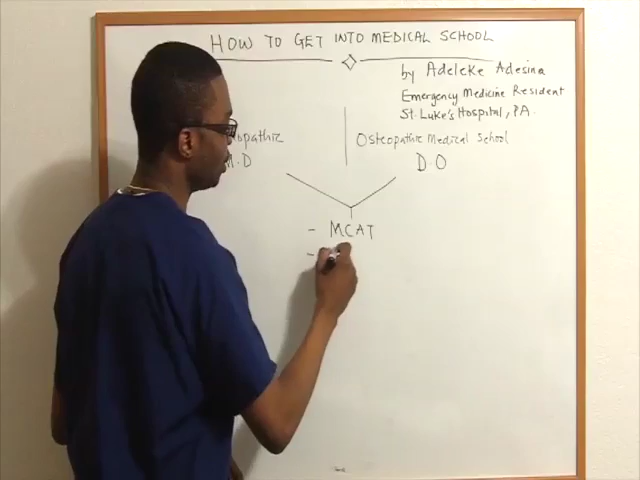 HOW TO GET INTO MEDICAL SCHOOL
by Adeleke Adesina
Emergency Medicine Resident
St. Luke's Hospital, PA.
Osteopathic Medical School
.D
D.O
- MCAT
-